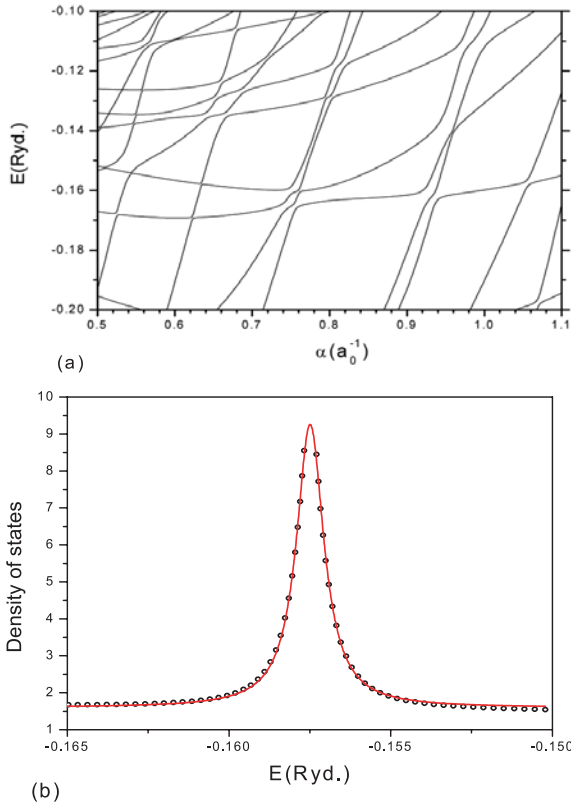 -0.10
-0.12
-0.14
-0.16
-0.18
-0.20
E(Ryd.)
0.5 0.6 0.7 0.8 0.9 1.0 1.1
α(a₀⁻¹)
(a)
10
9
8
7
6
5
4
3
2
1
Density of states
-0.165 -0.160 -0.155 -0.150
E(Ryd.)
(b)